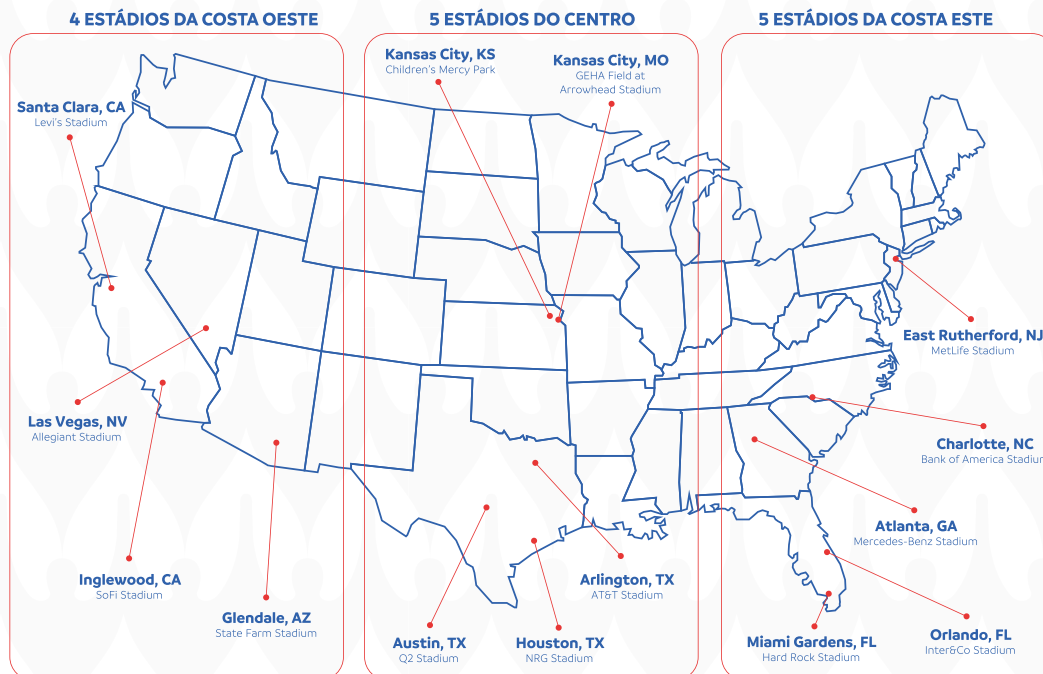 4 ESTÁDIOS DA COSTA OESTE
5 ESTÁDIOS DO CENTRO
5 ESTÁDIOS DA COSTA ESTE
Kansas City, KS
Children's Mercy Park
Kansas City, MO
GEHA Field at
Arrowhead Stadium
Santa Clara, CA
Levi's Stadium
East Rutherford, NJ
MetLife Stadium
Las Vegas, NV
Allegiant Stadium
Charlotte, NC
Bank of America Stadium
Atlanta, GA
Mercedes-Benz Stadium
Inglewood, CA
SoFi Stadium
Arlington, TX
AT&T Stadium
Glendale, AZ
State Farm Stadium
Austin, TX
Q2 Stadium
Houston, TX
NRG Stadium
Miami Gardens, FL
Hard Rock Stadium
Orlando, FL
Inter&Co Stadium